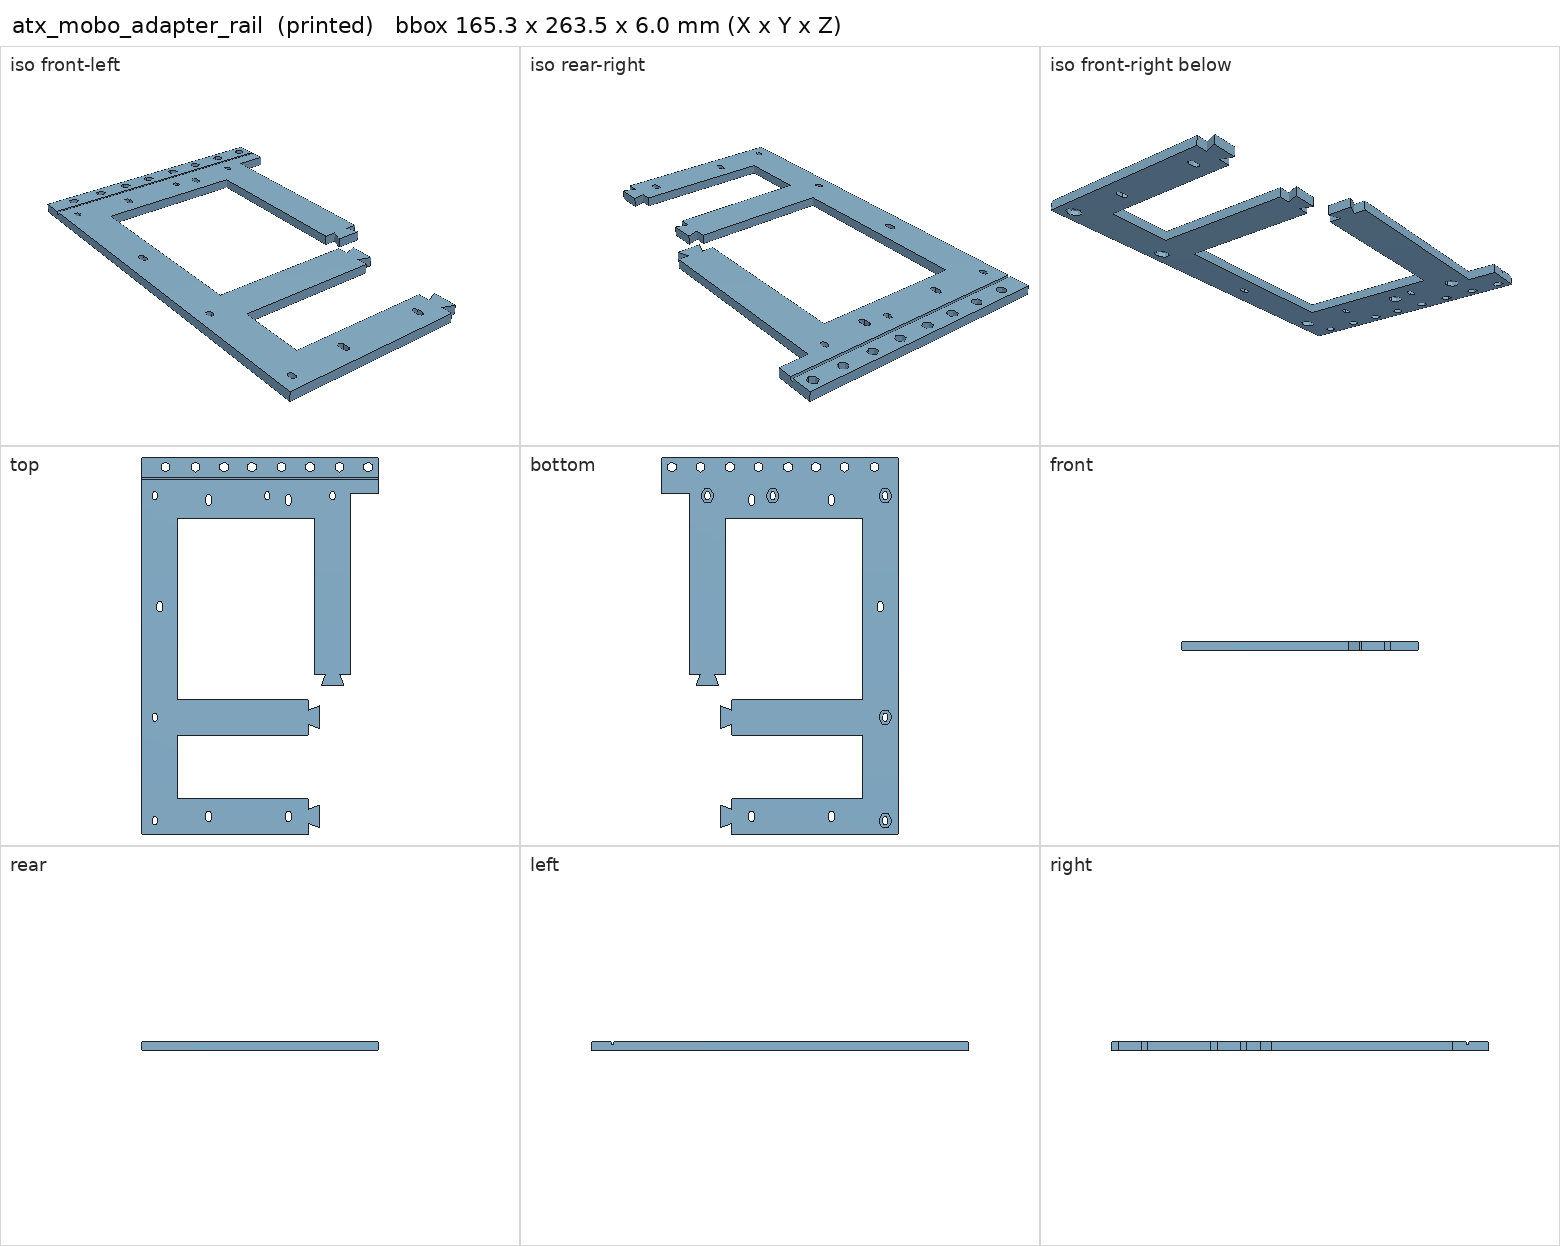 atx_mobo_adapter_rail  (printed)   bbox 165.3 x 263.5 x 6.0 mm (X x Y x Z)
iso front-left
iso rear-right
iso front-right below
top
bottom
front
rear
left
right